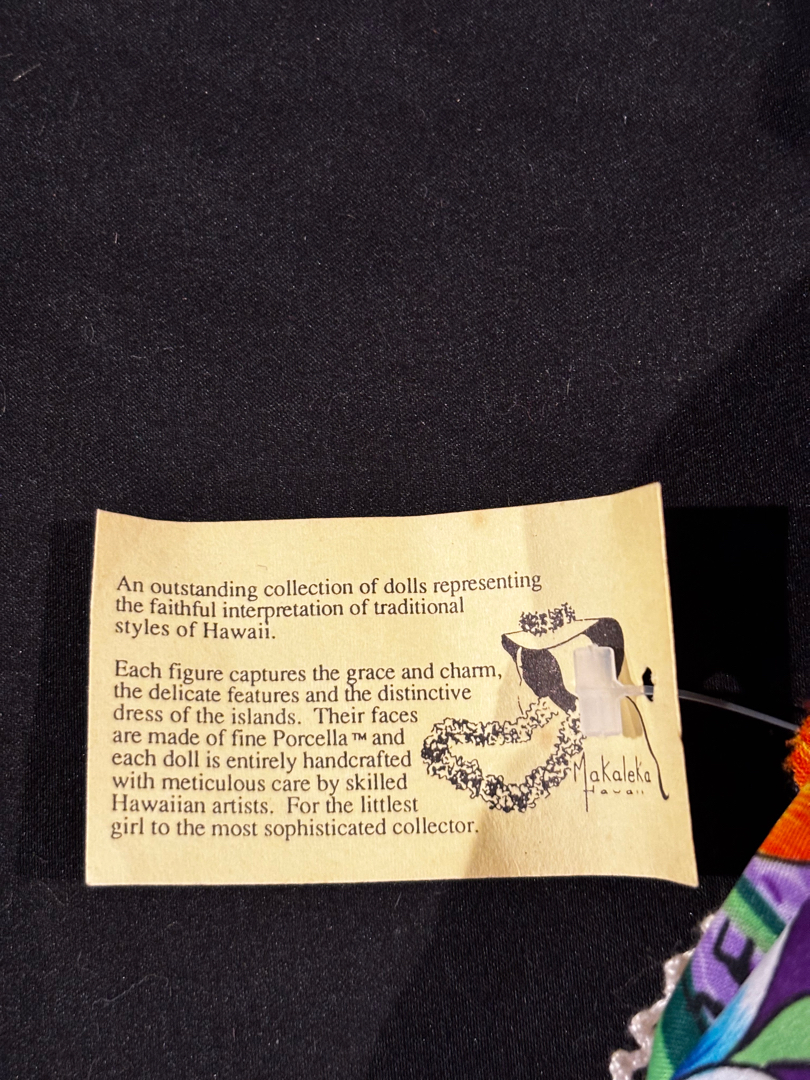 An outstanding collection of dolls representing
the faithful interpretation of traditional
styles of Hawaii.
Each figure captures the grace and charm,
the delicate features and the distinctive
dress of the islands. Their faces
are made of fine Porcella™ and
each doll is entirely handcrafted
with meticulous care by skilled
Hawaiian artists. For the littlest
girl to the most sophisticated collector.
Makaleka
Hawaii